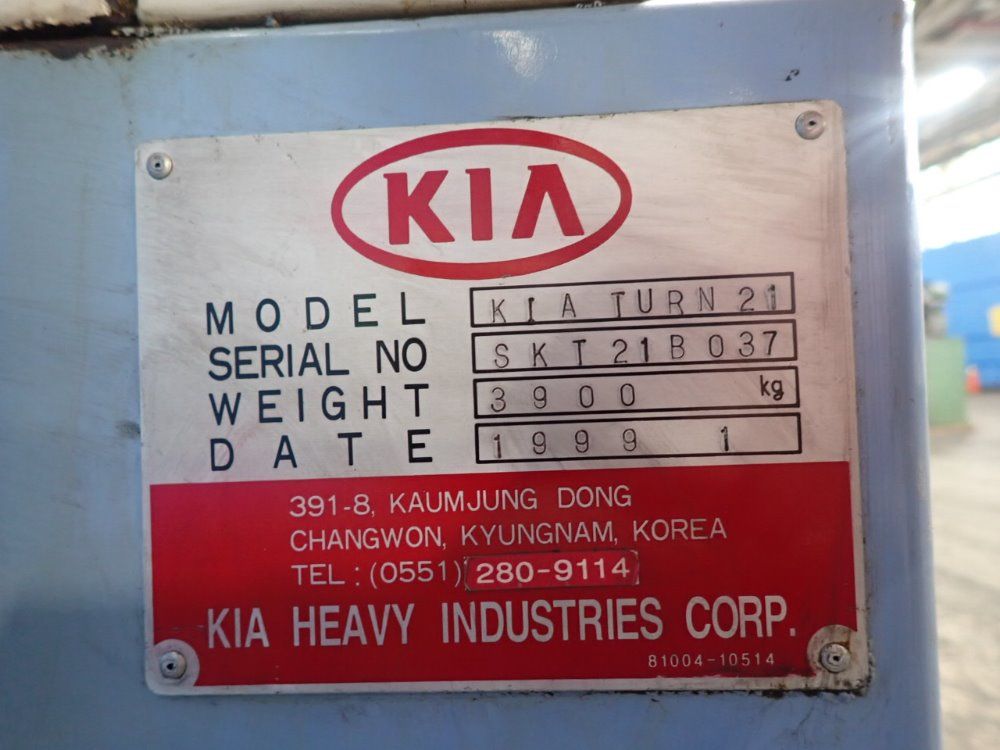 KIA
MODEL KIA TURN 21
SERIAL NO SKT21B037
WEIGHT 3900 kg
DATE 1999 1
391-8, KAUMJUNG DONG
CHANGWON, KYUNGNAM, KOREA
TEL : (0551) 280-9114
KIA HEAVY INDUSTRIES CORP.
81004-10514